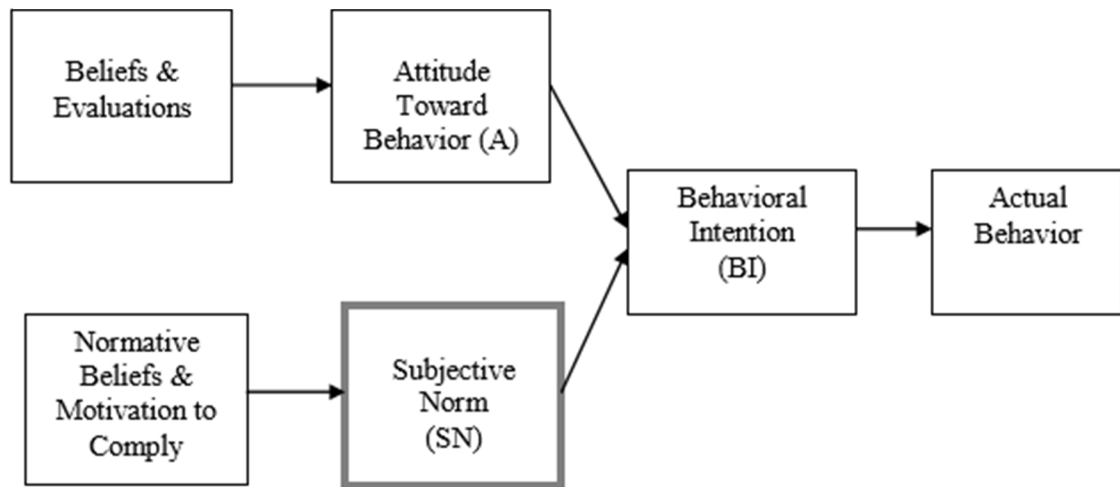 Beliefs &
Evaluations
Attitude
Toward
Behavior (A)
Behavioral
Intention
(BI)
Actual
Behavior
Normative
Beliefs &
Motivation to
Comply
Subjective
Norm
(SN)